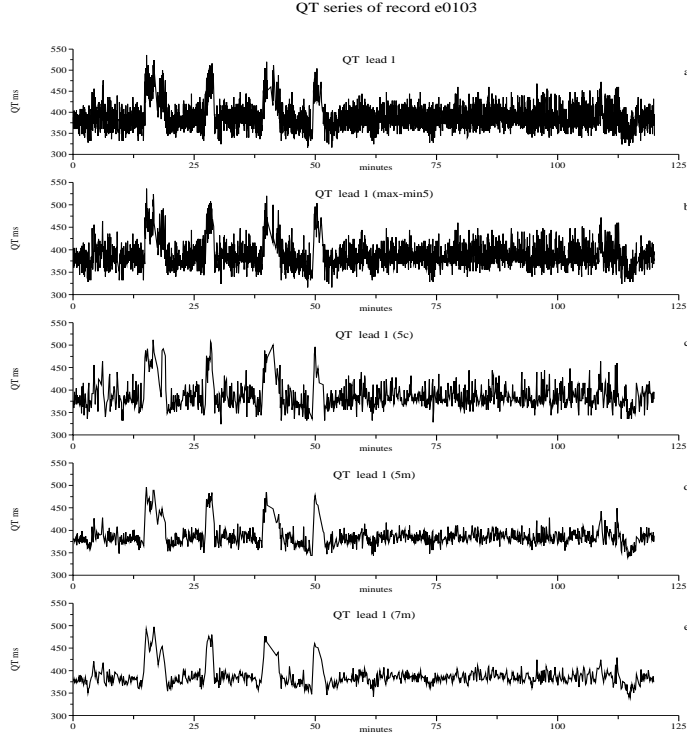 QT series of record e0103
QT lead 1
a
QT ms
550
500
450
400
350
300
0
25
50
75
100
125
minutes
QT lead 1 (max-min5)
b
QT ms
550
500
450
400
350
300
0
25
50
75
100
125
minutes
QT lead 1 (5c)
c
QT ms
550
500
450
400
350
300
0
25
50
75
100
125
minutes
QT lead 1 (5m)
d
QT ms
550
500
450
400
350
300
0
25
50
75
100
125
minutes
QT lead 1 (7m)
e
QT ms
550
500
450
400
350
300
0
25
50
75
100
125
minutes